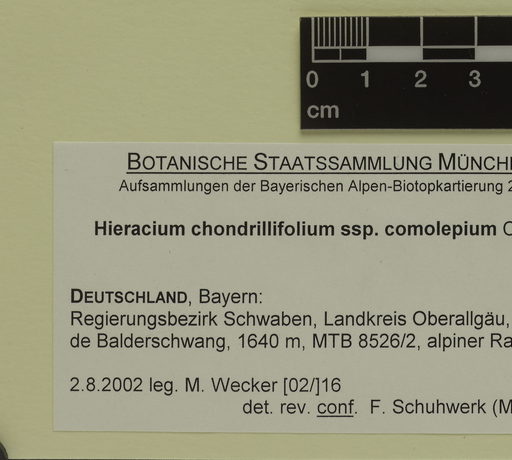 0 1 2 3
cm
BOTANISCHE STAATSSAMMLUNG MÜNCH
Aufsammlungen der Bayerischen Alpen-Biotopkartierung 2
Hieracium chondrillifolium ssp. comolepium
DEUTSCHLAND, Bayern:
Regierungsbezirk Schwaben, Landkreis Oberallgäu,
de Balderschwang, 1640 m, MTB 8526/2, alpiner Ra
2.8.2002 leg. M. Wecker [02/]16
det. rev. conf. F. Schuhwerk (M